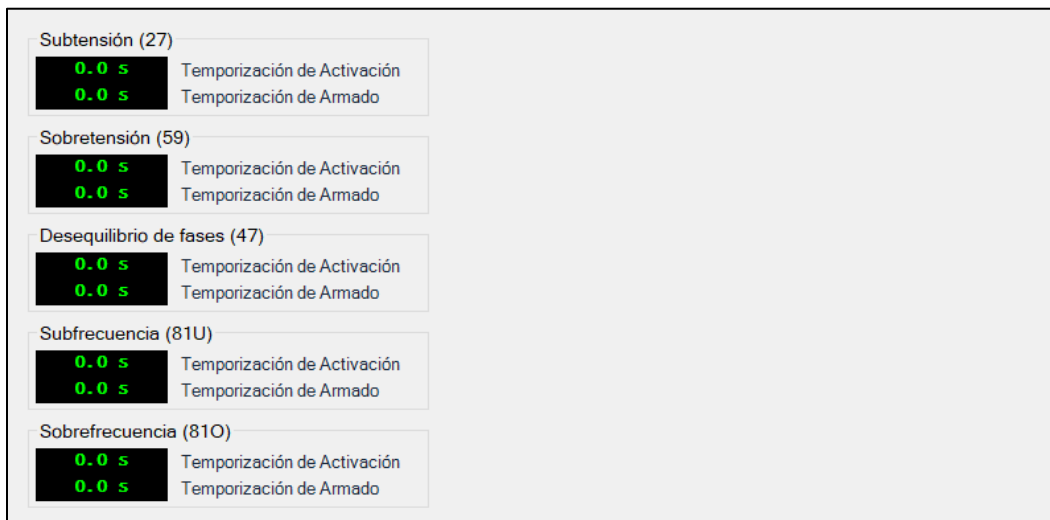 Subtensión (27)
0.0 s Temporización de Activación
0.0 s Temporización de Armado
Sobretensión (59)
0.0 s Temporización de Activación
0.0 s Temporización de Armado
Desequilibrio de fases (47)
0.0 s Temporización de Activación
0.0 s Temporización de Armado
Subfrecuencia (81U)
0.0 s Temporización de Activación
0.0 s Temporización de Armado
Sobrefrecuencia (81O)
0.0 s Temporización de Activación
0.0 s Temporización de Armado